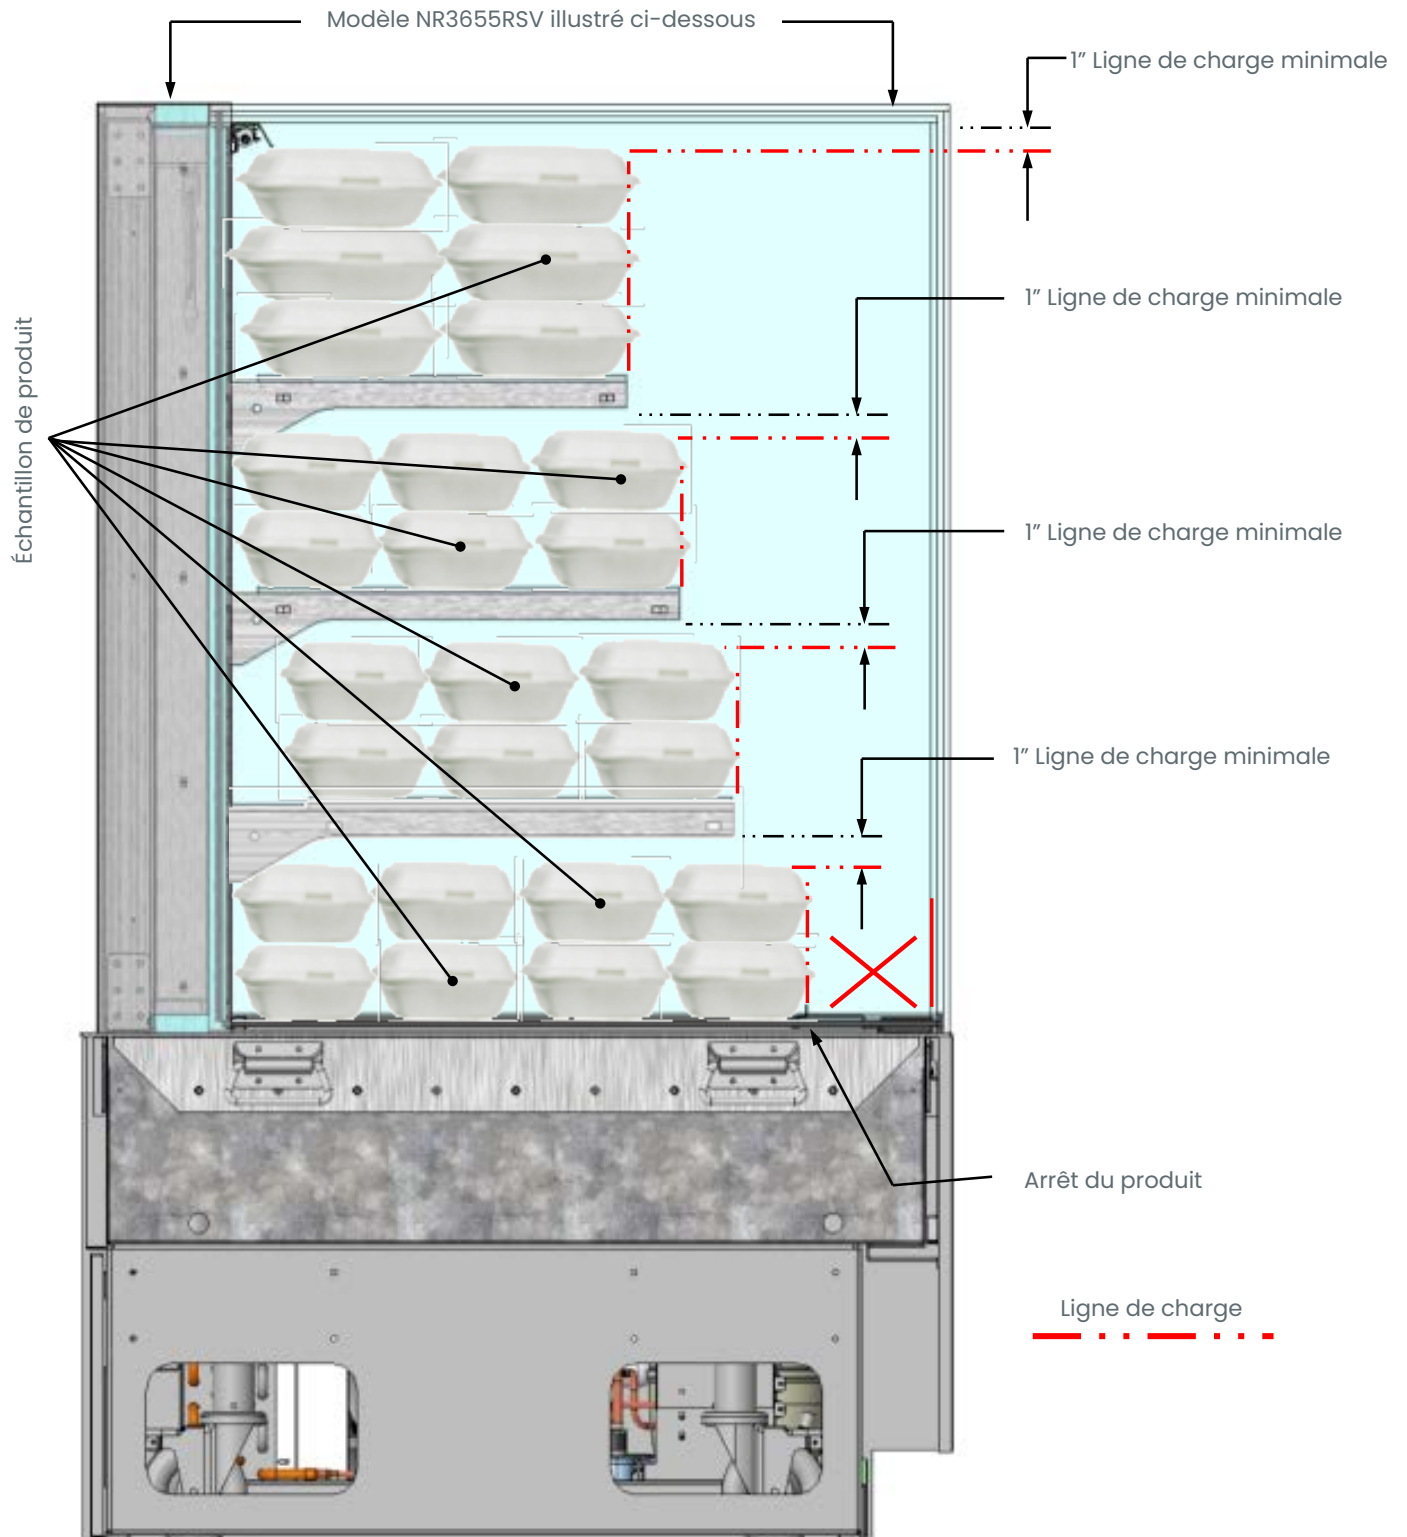 Modèle NR3655RSV illustré ci-dessous
1” Ligne de charge minimale
1” Ligne de charge minimale
Échantillon de produit
1” Ligne de charge minimale
1” Ligne de charge minimale
Arrêt du produit
Ligne de charge